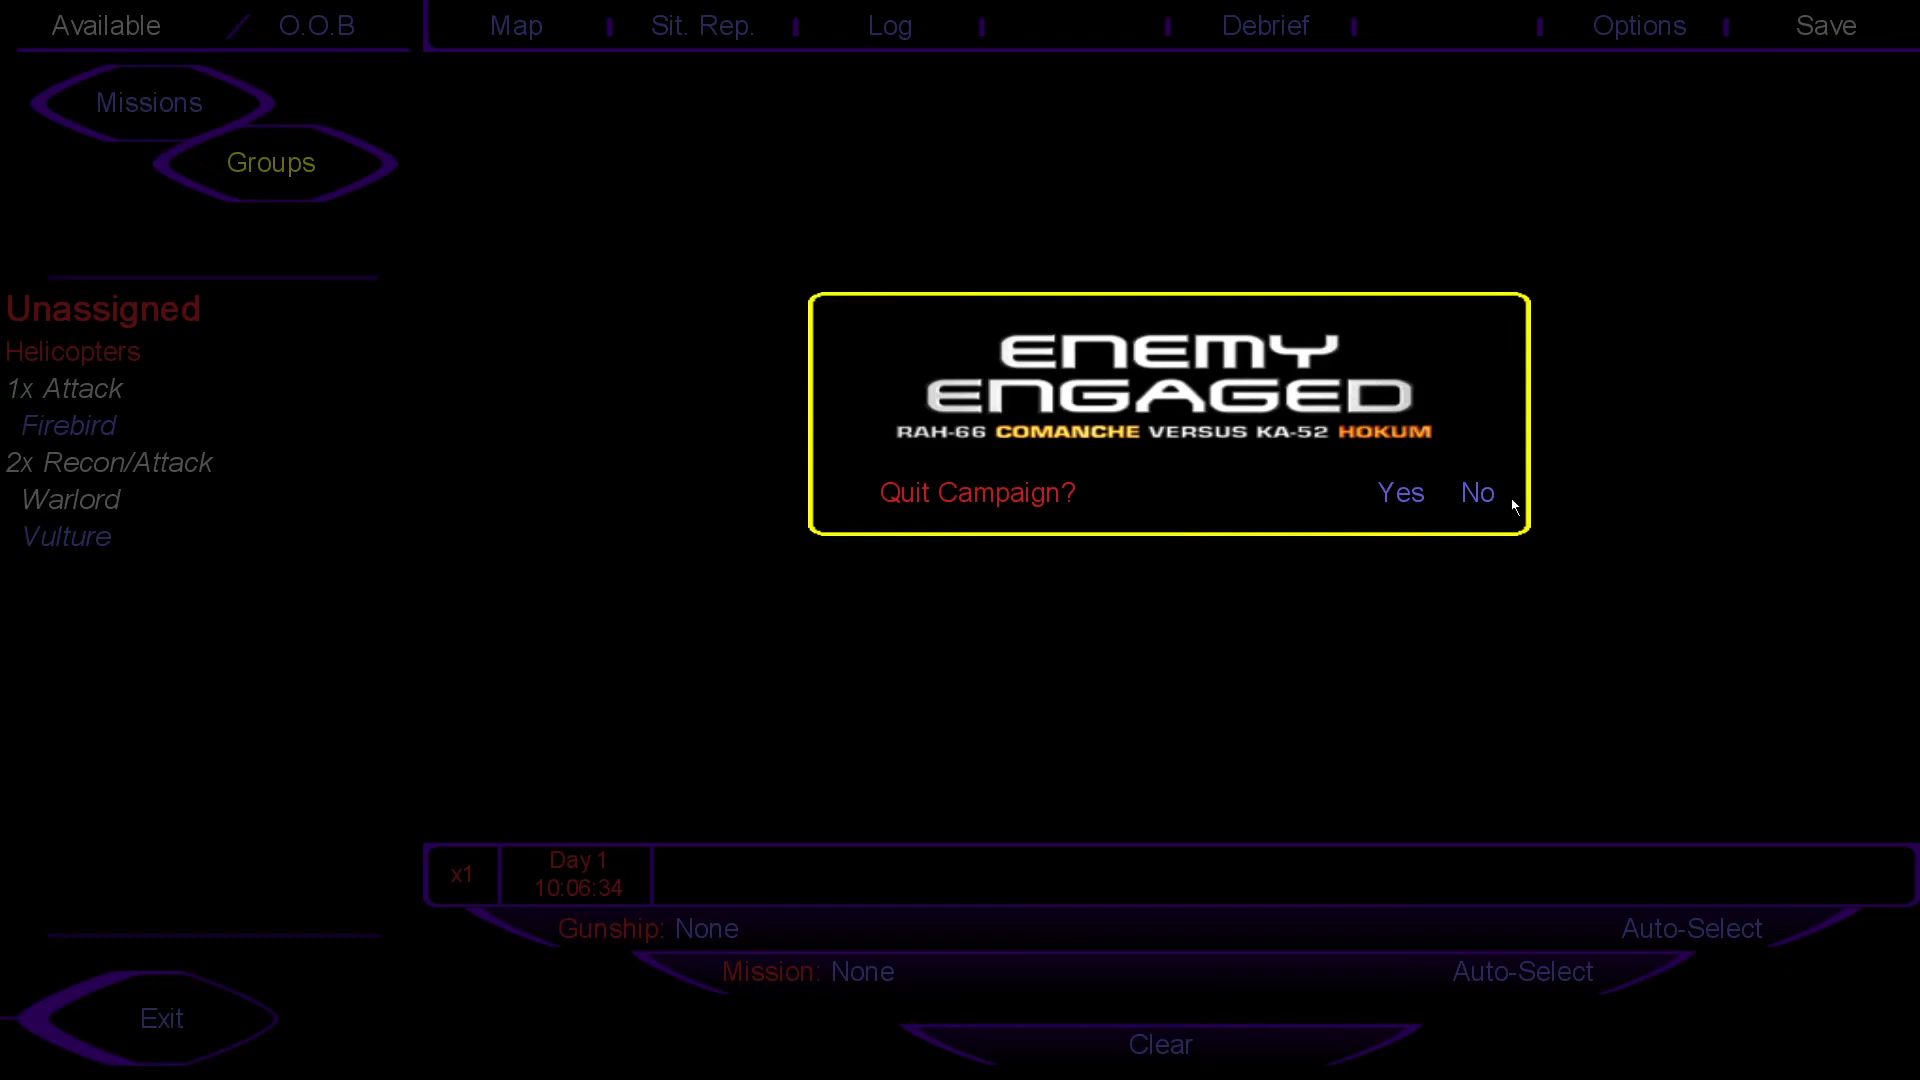 Available / O.O.B
Map Sit. Rep. Log Debrief Options Save
Missions
Groups
Unassigned
Helicopters
1x Attack
Firebird
2x Recon/Attack
Warlord
Vulture
ENEMY
ENGAGED
RAH-66 COMANCHE VERSUS KA-52 HOKUM
Quit Campaign? Yes No
x1
Day 1
10:06:34
Gunship: None Auto-Select
Mission: None Auto-Select
Exit
Clear